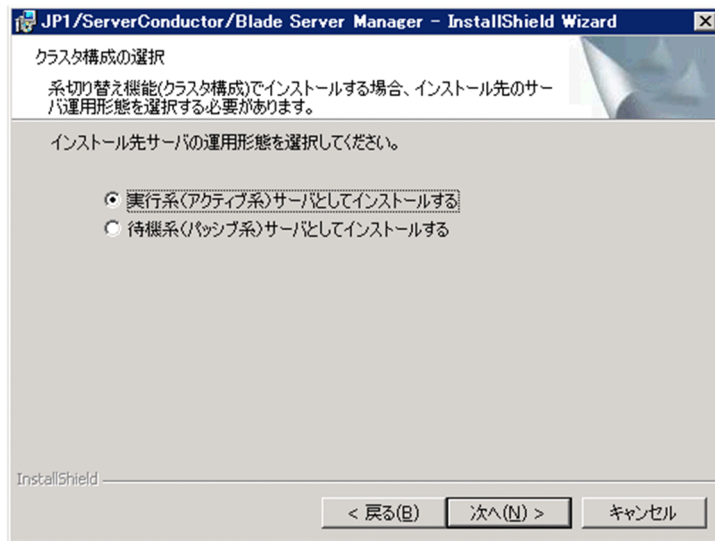 JP1/ServerConductor/Blade Server Manager - InstallShield Wizard
クラスタ構成の選択
系切り替え機能(クラスタ構成)でインストールする場合、インストール先のサー
バ運用形態を選択する必要があります。
インストール先サーバの運用形態を選択してください。
実行系(アクティブ系)サーバとしてインストールする
待機系(パッシブ系)サーバとしてインストールする
InstallShield
< 戻る(B) 次へ(N) > キャンセル